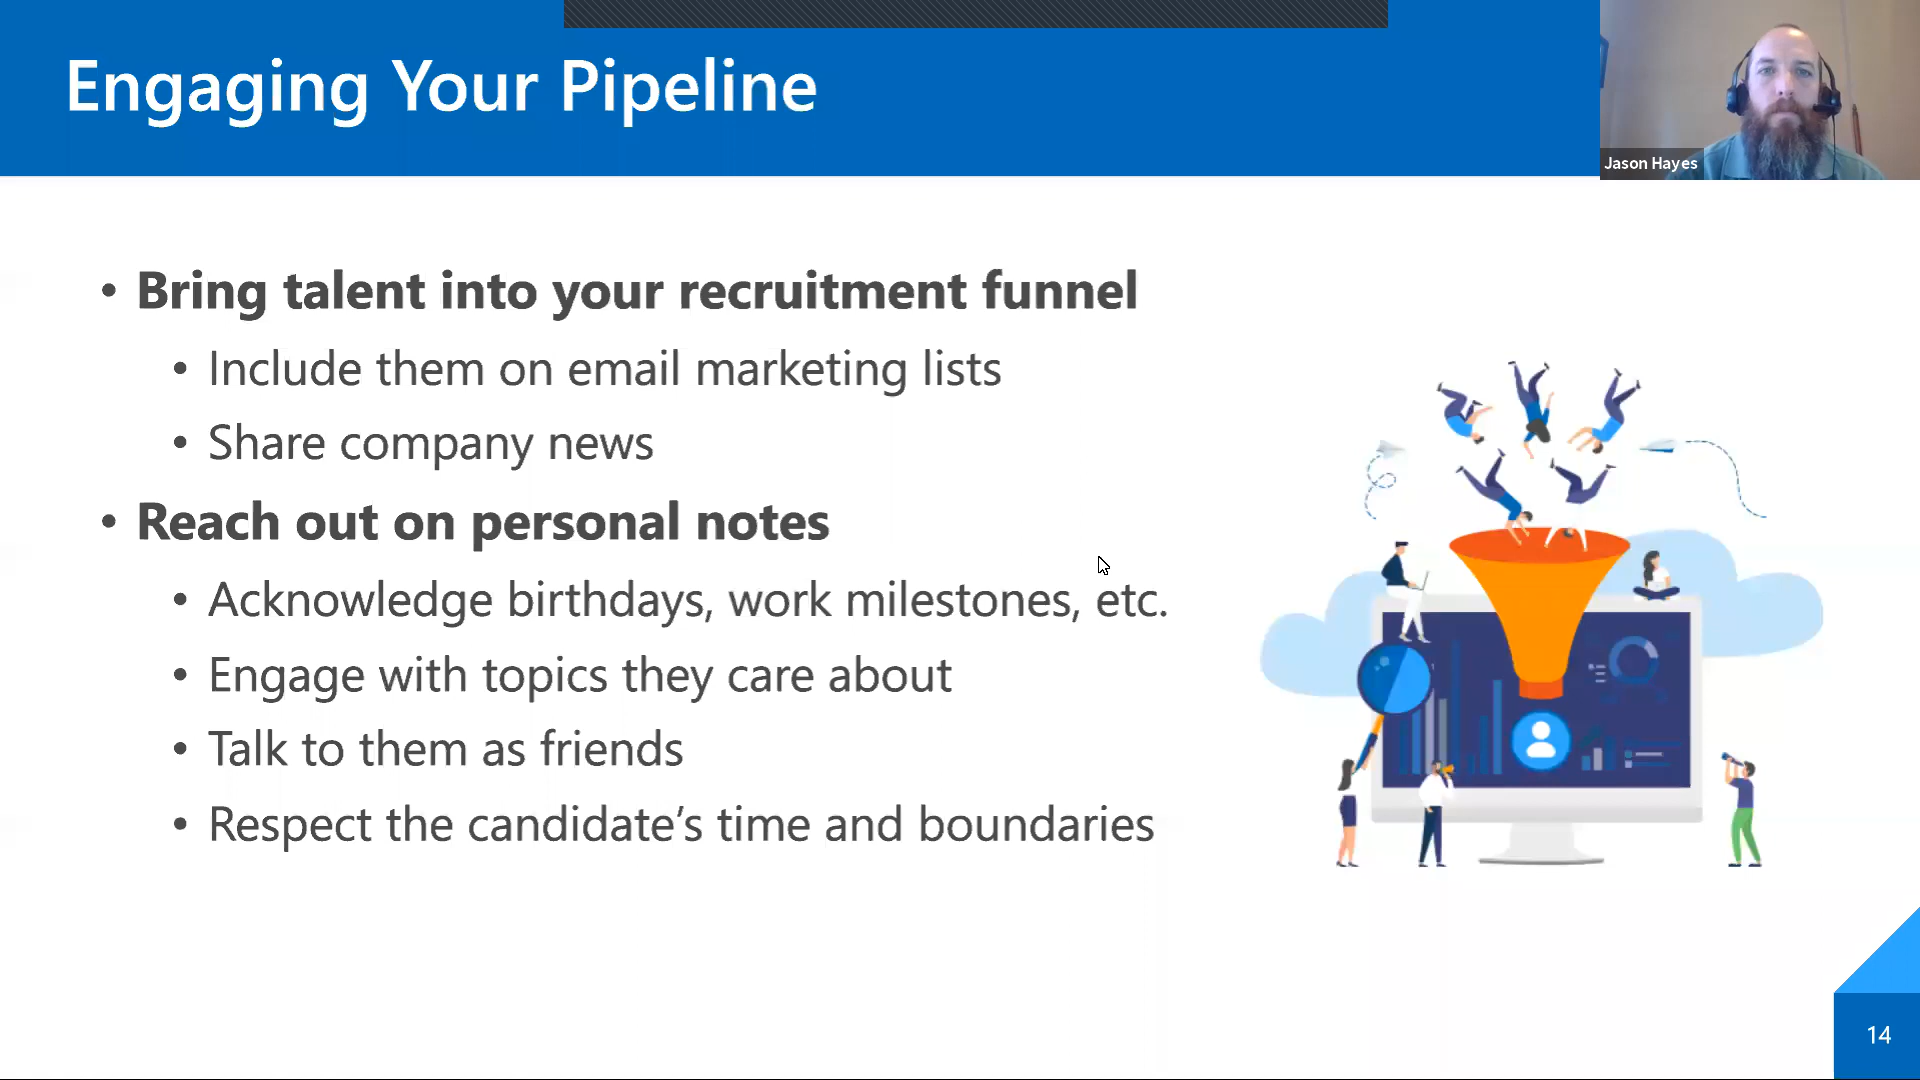 Engaging Your Pipeline
Jason Hayes
• Bring talent into your recruitment funnel
• Include them on email marketing lists
• Share company news
• Reach out on personal notes
• Acknowledge birthdays, work milestones, etc.
• Engage with topics they care about
• Talk to them as friends
• Respect the candidate’s time and boundaries
14